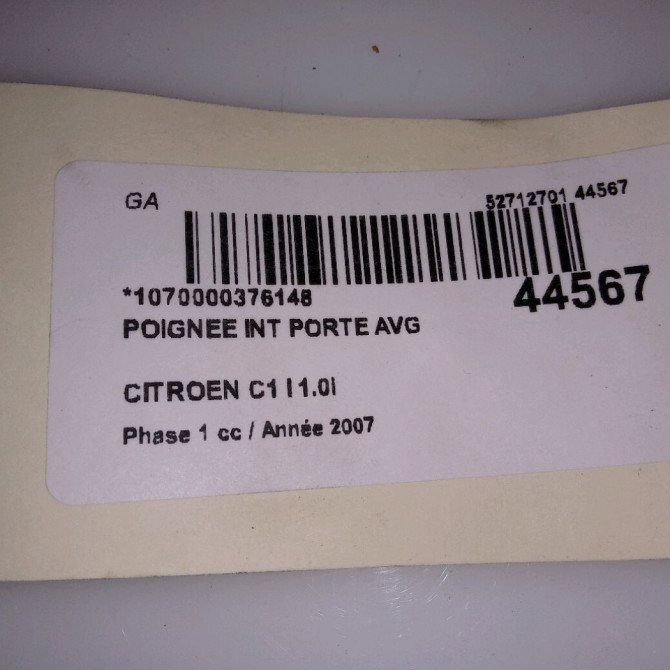 GA 52712701 44567
*1070000376148 44567
POIGNEE INT PORTE AVG
CITROEN C1 I 1.0i
Phase 1 cc / Année 2007